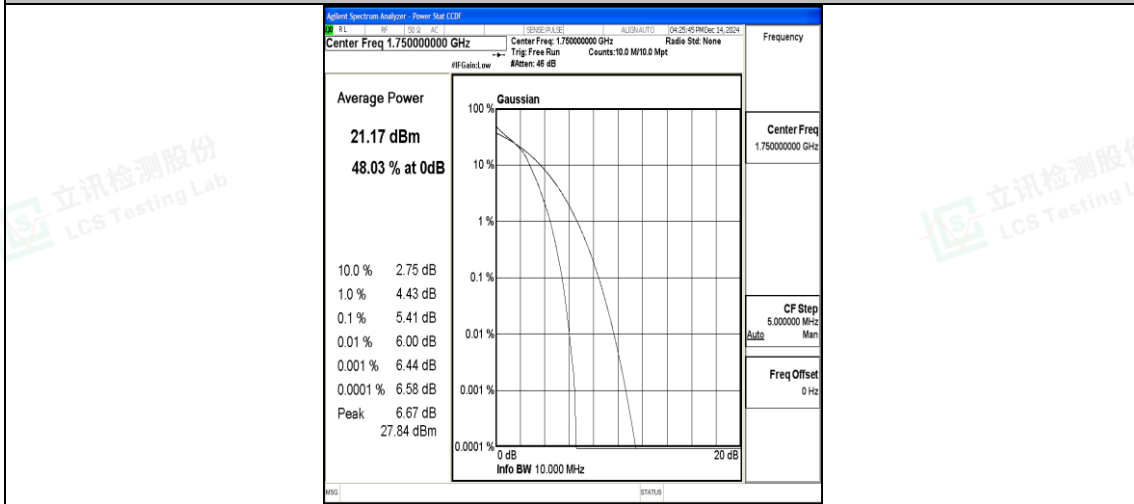 Agilent Spectrum Analyzer - Power Stat CCDF
LXI RL RF 50 Ω AC SENSE:PULSE ALIGN AUTO 04:25:45 PM Dec 14, 2024
Center Freq 1.750000000 GHz
Center Freq: 1.750000000 GHz Radio Std: None
Trig: Free Run Counts:10.0 M/10.0 Mpt
#IFGain:Low #Atten: 46 dB
Frequency
Average Power
21.17 dBm
48.03 % at 0dB
10.0 % 2.75 dB
1.0 % 4.43 dB
0.1 % 5.41 dB
0.01 % 6.00 dB
0.001 % 6.44 dB
0.0001 % 6.58 dB
Peak 6.67 dB
27.84 dBm
Gaussian
100 %
10 %
1 %
0.1 %
0.01 %
0.001 %
0.0001 %
0 dB 20 dB
Info BW 10.000 MHz
Center Freq
1.750000000 GHz
CF Step
5.000000 MHz
Auto Man
Freq Offset
0 Hz
MSG STATUS
立讯检测股份
LCS Testing Lab
立讯检测股份
LCS Testing L